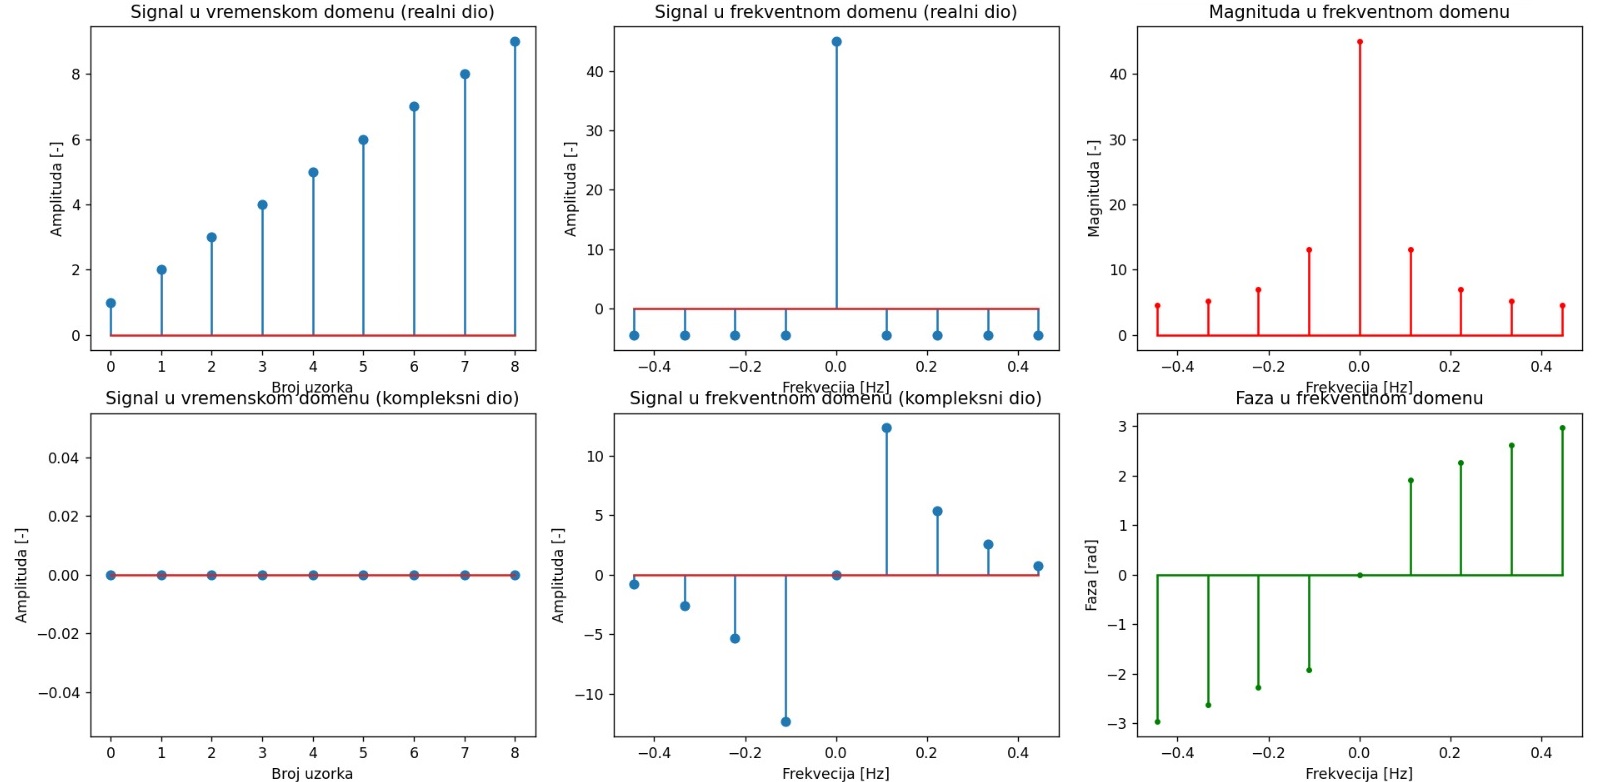 Signal u vremenskom domenu (realni dio)
Amplituda [-]
8
6
4
2
0
0 1 2 3 4 5 6 7 8
Broj uzorka
Signal u frekventnom domenu (realni dio)
Amplituda [-]
40
30
20
10
0
−0.4 −0.2 0.0 0.2 0.4
Frekvecija [Hz]
Magnituda u frekventnom domenu
Magnituda [-]
40
30
20
10
0
−0.4 −0.2 0.0 0.2 0.4
Frekvecija [Hz]
Signal u vremenskom domenu (kompleksni dio)
Amplituda [-]
0.04
0.02
0.00
−0.02
−0.04
0 1 2 3 4 5 6 7 8
Broj uzorka
Signal u frekventnom domenu (kompleksni dio)
Amplituda [-]
10
5
0
−5
−10
−0.4 −0.2 0.0 0.2 0.4
Frekvecija [Hz]
Faza u frekventnom domenu
Faza [rad]
3
2
1
0
−1
−2
−3
−0.4 −0.2 0.0 0.2 0.4
Frekvecija [Hz]